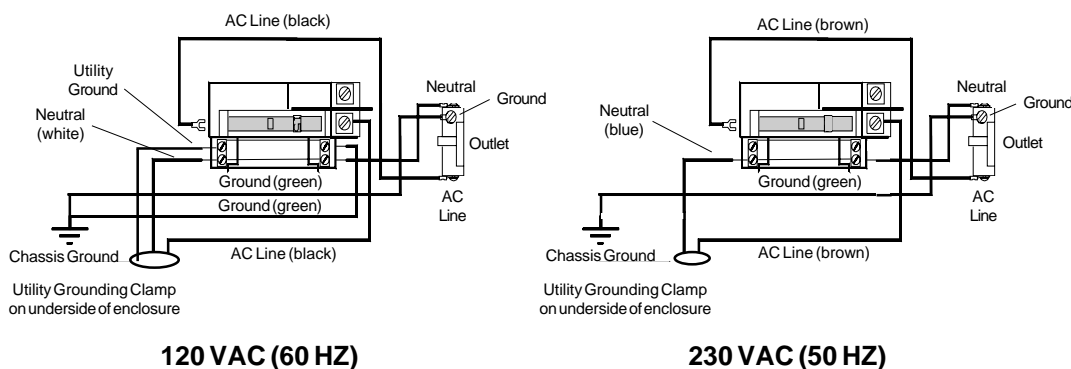 AC Line (black)
Utility
Ground
Neutral
(white)
Neutral
Ground
Outlet
Ground (green)
Ground (green)
AC
Line
Chassis Ground
AC Line (black)
Utility Grounding Clamp
on underside of enclosure
120 VAC (60 HZ)
AC Line (brown)
Neutral
(blue)
Neutral
Ground
Outlet
Ground (green)
AC
Line
Chassis Ground
AC Line (brown)
Utility Grounding Clamp
on underside of enclosure
230 VAC (50 HZ)